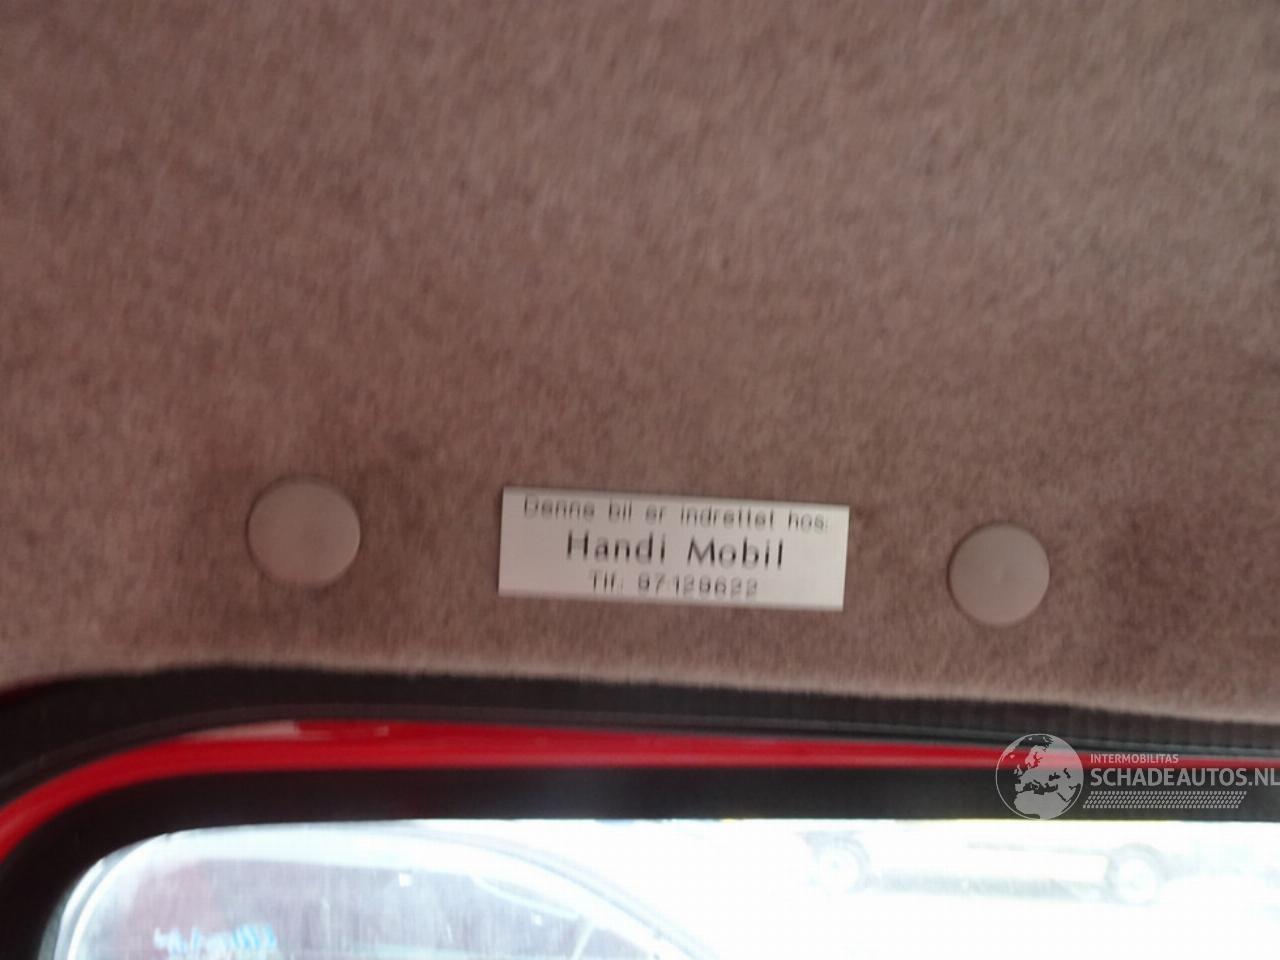 Denne bil er indrettet hos:
Handi Mobil
Tlf.: 97129622
INTERMOBILITAS
SCHADEAUTOS.NL